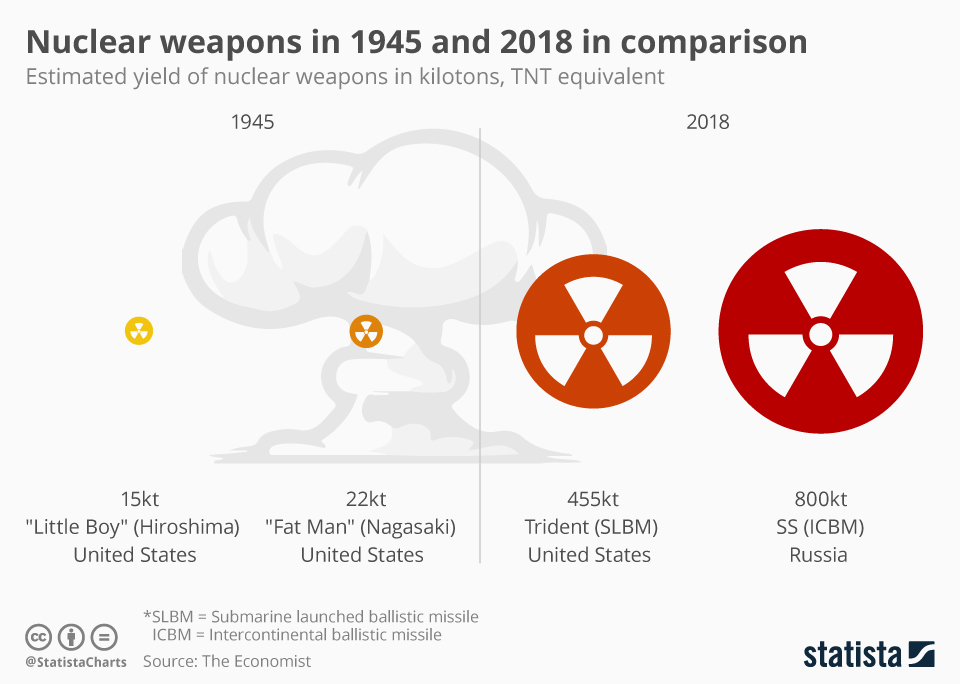 Nuclear weapons in 1945 and 2018 in comparison
Estimated yield of nuclear weapons in kilotons, TNT equivalent
1945
2018
15kt
"Little Boy" (Hiroshima)
United States
22kt
"Fat Man" (Nagasaki)
United States
455kt
Trident (SLBM)
United States
800kt
SS (ICBM)
Russia
*SLBM = Submarine launched ballistic missile
ICBM = Intercontinental ballistic missile
cc
@StatistaCharts
Source: The Economist
statista